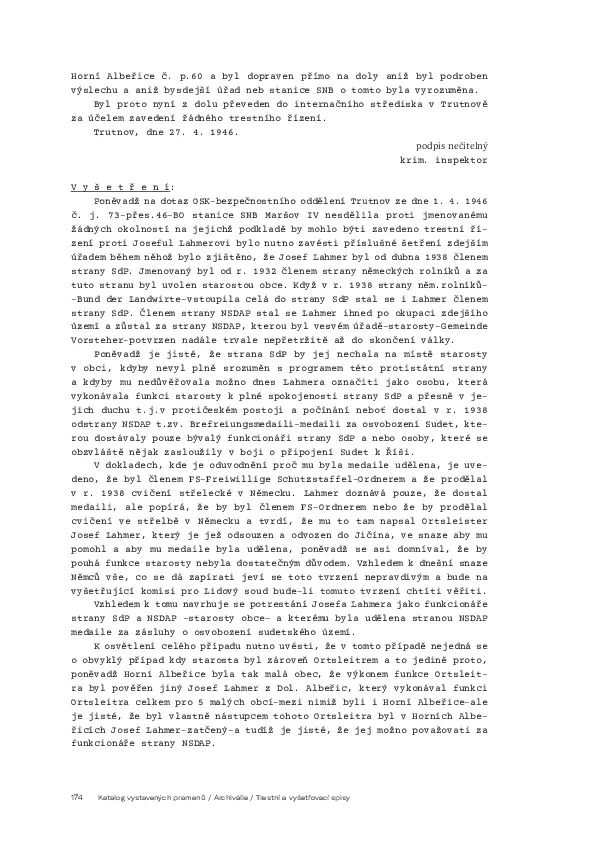 Horní Albeřice č. p.60 a byl dopraven přímo na doly aniž byl podroben
výslechu a aniž bysdejší úřad neb stanice SNB o tomto byla vyrozuměna.
Byl proto nyní z dolu převeden do internačního střediska v Trutnově
za účelem zavedení řádného trestního řízení.
Trutnov, dne 27. 4. 1946.
podpis nečitelný
krim. inspektor
V y š e t ř e n í:
Poněvadž na dotaz OSK-bezpečnostního oddělení Trutnov ze dne 1. 4. 1946
č. j. 73-přes.46-BO stanice SNB Maršov IV nesdělila proti jmenovanému
žádných okolností na jejichž podkladě by mohlo býti zavedeno trestní ří-
zení proti Joseful Lahmerovi bylo nutno zavésti příslušné šetření zdejším
úřadem během něhož bylo zjištěno, že Josef Lahmer byl od dubna 1938 členem
strany SdP. Jmenovaný byl od r. 1932 členem strany německých rolníků a za
tuto stranu byl uvolen starostou obce. Když v r. 1938 strany něm.rolníků-
-Bund der Landwirte-vstoupila celá do strany SdP stal se i Lahmer členem
strany SdP. Členem strany NSDAP stal se Lahmer ihned po okupaci zdejšího
území a zůstal za strany NSDAP, kterou byl vesvém úřadě-starosty-Gemeinde
Vorsteher-potvrzen nadále trvale nepřetržitě až do skončení války.
Poněvadž je jisté, že strana SdP by jej nechala na místě starosty
v obci, kdyby nevyl plně srozuměn s programem této protistátní strany
a kdyby mu nedůvěřovala možno dnes Lahmera označiti jako osobu, která
vykonávala funkci starosty k plné spokojenosti strany SdP a přesně v je-
jich duchu t.j.v protičeském postoji a počínání neboť dostal v r. 1938
odstrany NSDAP t.zv. Brefreiungsmedaili-medaili za osvobození Sudet, kte-
rou dostávaly pouze bývalý funkcionáři strany SdP a nebo osoby, které se
obzvláště nějak zasloužily v boji o připojení Sudet k Říši.
V dokladech, kde je oduvodnění proč mu byla medaile udělena, je uve-
deno, že byl členem FS-Freiwillige Schutzstaffel-Ordnerem a že prodělal
v r. 1938 cvičení střelecké v Německu. Lahmer doznává pouze, že dostal
medaili, ale popírá, že by byl členem FS-Ordnerem nebo že by prodělal
cvičení ve střelbě v Německu a tvrdí, že mu to tam napsal Ortsleister
Josef Lahmer, který je jež odsouzen a odvozen do Jičína, ve snaze aby mu
pomohl a aby mu medaile byla udělena, poněvadž se asi domníval, že by
pouhá funkce starosty nebyla dostatečným důvodem. Vzhledem k dnešní snaze
Němců vše, co se dá zapírati jeví se toto tvrzení nepravdivým a bude na
vyšetřující komisi pro Lidový soud bude-li tomuto tvrzení chtíti věřiti.
Vzhledem k tomu navrhuje se potrestání Josefa Lahmera jako funkcionáře
strany SdP a NSDAP -starosty obce- a kterému byla udělena stranou NSDAP
medaile za zásluhy o osvobození sudetského území.
K osvětlení celého případu nutno uvésti, že v tomto případě nejedná se
o obvyklý případ kdy starosta byl zároveň Ortsleitrem a to jedině proto,
poněvadž Horní Albeřice byla tak malá obec, že výkonem funkce Ortsleit-
ra byl pověřen jiný Josef Lahmer z Dol. Albeřic, který vykonával funkci
Ortsleitra celkem pro 5 malých obcí-mezi nimiž byli i Horní Albeřice-ale
je jisté, že byl vlastně nástupcem tohoto Ortsleitra byl v Horních Albe-
řicích Josef Lahmer-zatčený-a tudíž je jisté, že jej možno považovati za
funkcionáře strany NSDAP.
174 Katalog vystavených pramenů / Archiválie / Trestní a vyšetřovací spisy